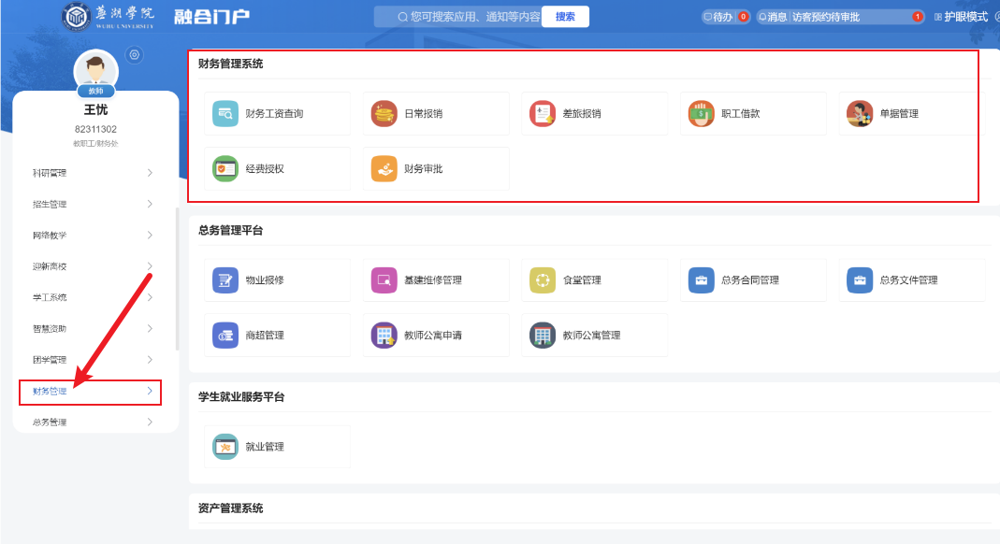 芜湖学院 融合门户
WUHU UNIVERSITY
您可搜索应用、通知等内容 搜索
待办 0 消息 访客预约待审批 1 护眼模式
教师
王忧
82311302
教职工/财务处
科研管理
招生管理
网络教学
迎新离校
学工系统
智慧资助
团学管理
财务管理
总务管理
财务管理系统
财务工资查询 日常报销 差旅报销 职工借款 单据管理
经费授权 财务审批
总务管理平台
物业报修 基建维修管理 食堂管理 总务合同管理 总务文件管理
商超管理 教师公寓申请 教师公寓管理
学生就业服务平台
就业管理
资产管理系统